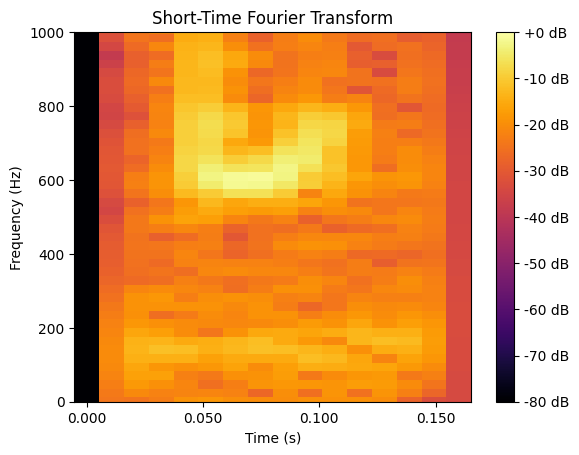 Short-Time Fourier Transform
1000
800
600
400
200
0
Frequency (Hz)
0.000
0.050
0.100
0.150
Time (s)
+0 dB
-10 dB
-20 dB
-30 dB
-40 dB
-50 dB
-60 dB
-70 dB
-80 dB